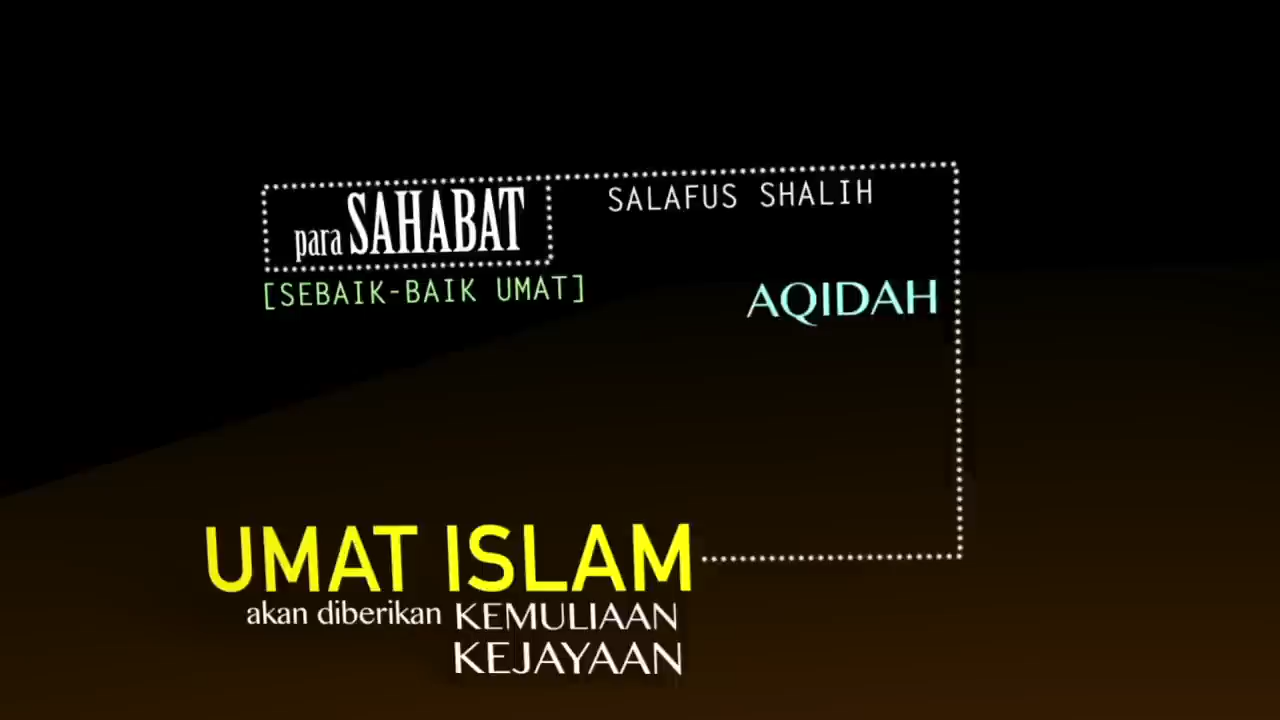 para SAHABAT
SALAFUS SHALIH
[SEBAIK-BAIK UMAT]
AQIDAH
UMAT ISLAM
akan diberikan KEMULIAAN
KEJAYAAN